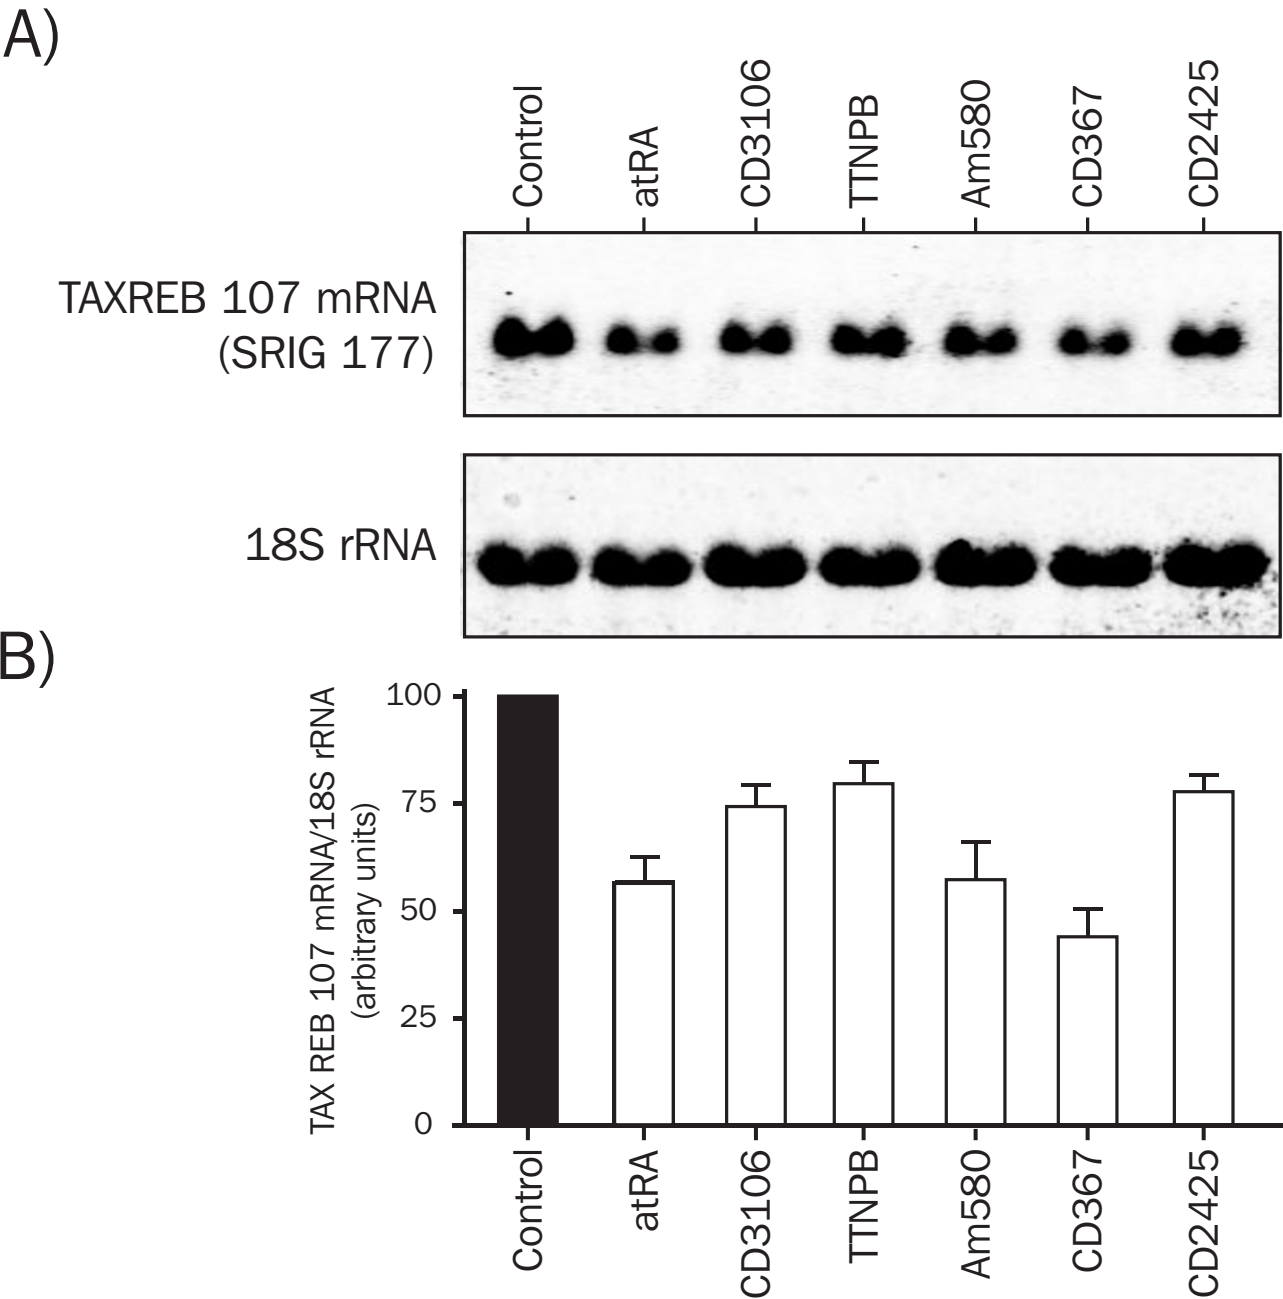 A)
Control
atRA
CD3106
TTNPB
Am580
CD367
CD2425
TAXREB 107 mRNA
(SRIG 177)
18S rRNA
B)
TAX REB 107 mRNA/18S rRNA
(arbitrary units)
100
75
50
25
0
Control
atRA
CD3106
TTNPB
Am580
CD367
CD2425